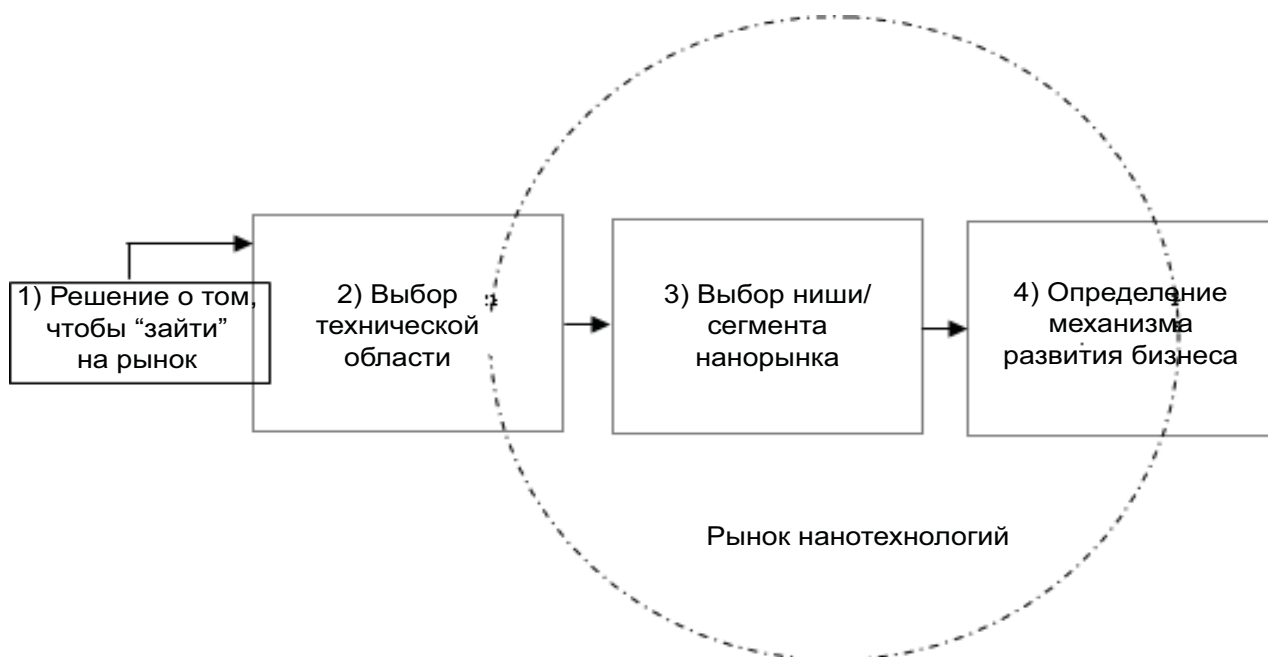 1) Решение о том,
чтобы “зайти”
на рынок
2) Выбор
технической
области
3) Выбор ниши/
сегмента
нанорынка
4) Определение
механизма
развития бизнеса
Рынок нанотехнологий